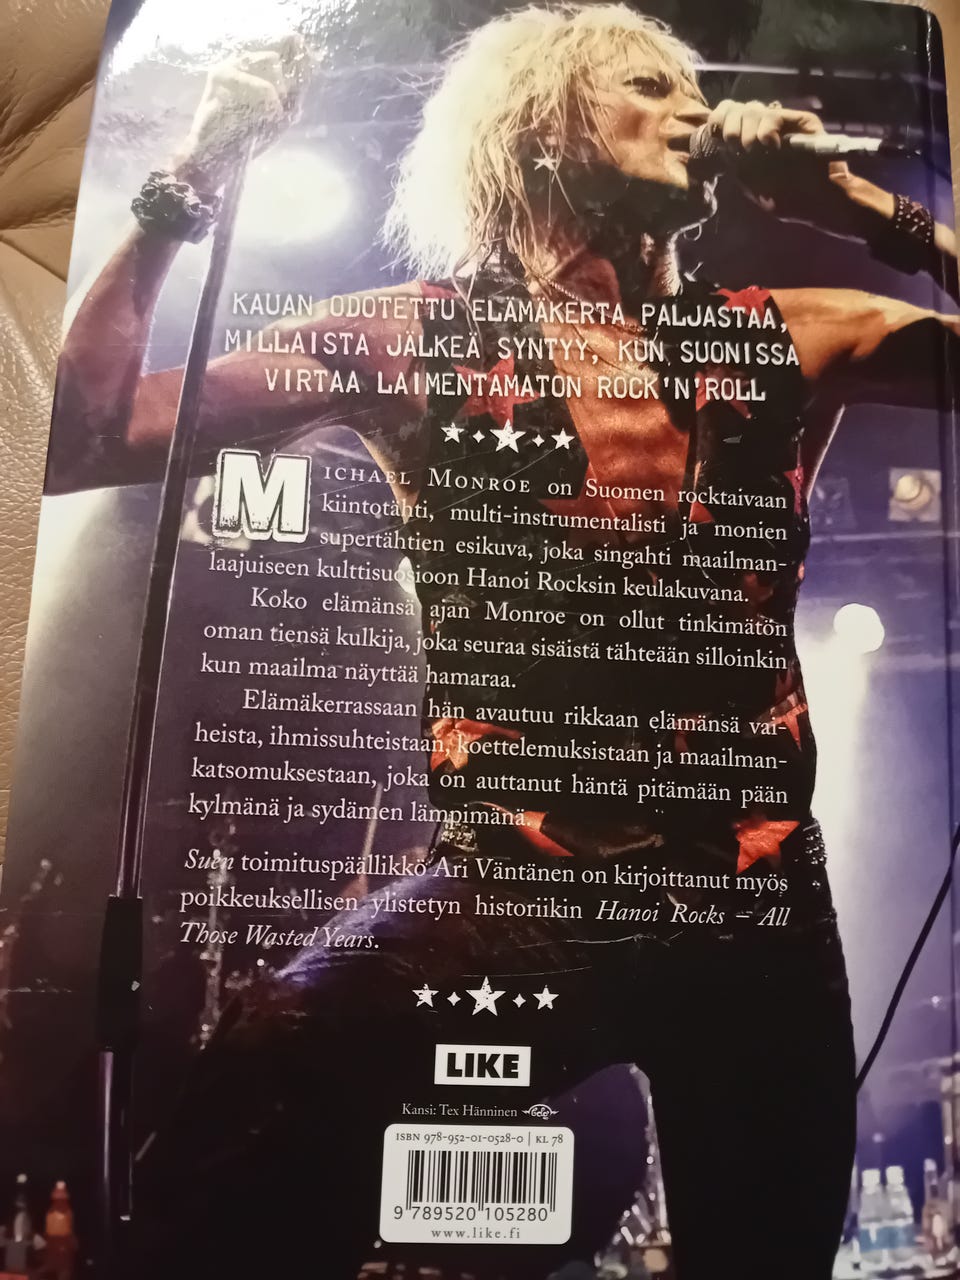 KAUAN ODOTETTU ELÄMÄKERTA PALJASTAA,
MILLAISTA JÄLKEÄ SYNTYY, KUN SUONISSA
VIRTAA LAIMENTAMATON ROCK'N'ROLL
MICHAEL MONROE on Suomen rocktaivaan
kiintotähti, multi-instrumentalisti ja monien
supertähtien esikuva, joka singahti maailman-
laajuiseen kulttisuosioon Hanoi Rocksin keulakuvana.
Koko elämänsä ajan Monroe on ollut tinkimätön
oman tiensä kulkija, joka seuraa sisäistä tähteään silloinkin
kun maailma näyttää hamaraa.
Elämäkerrassaan hän avautuu rikkaan elämänsä vai-
heista, ihmissuhteistaan, koettelemuksistaan ja maailman-
katsomuksestaan, joka on auttanut häntä pitämään pään
kylmänä ja sydämen lämpimänä.
Suen toimituspäällikkö Ari Väntänen on kirjoittanut myös
poikkeuksellisen ylistetyn historiikin Hanoi Rocks – All
Those Wasted Years.
LIKE
Kansi: Tex Hänninen
ISBN 978-952-01-0528-0 | KL 78
9 789520 105280
www.like.fi